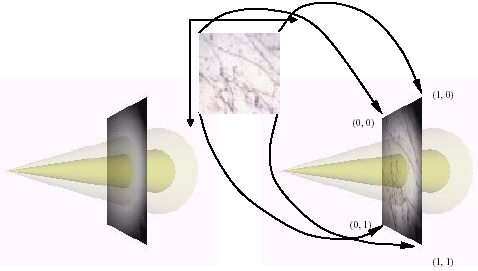 (1, 0)
(0, 0)
(0, 1)
(1, 1)